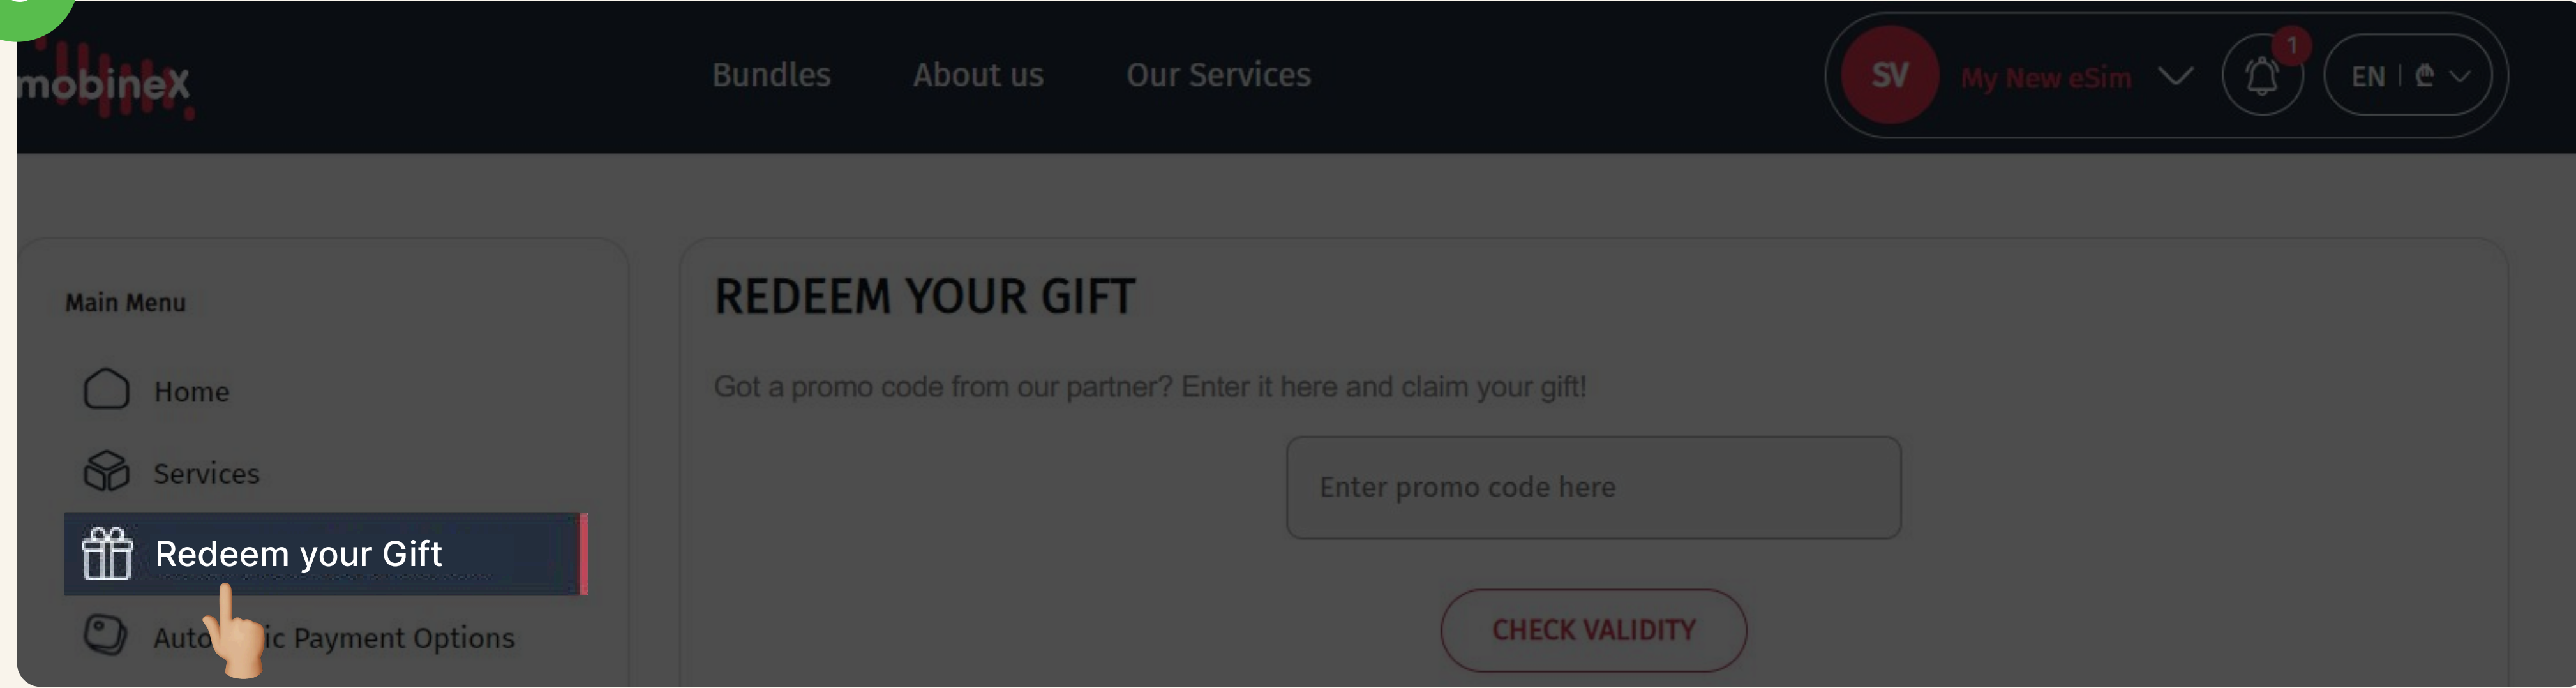 mobinex
Bundles About us Our Services
SV My New eSim 1 EN | ₾
Main Menu
Home
Services
Redeem your Gift
Auto ic Payment Options
REDEEM YOUR GIFT
Got a promo code from our partner? Enter it here and claim your gift!
Enter promo code here
CHECK VALIDITY